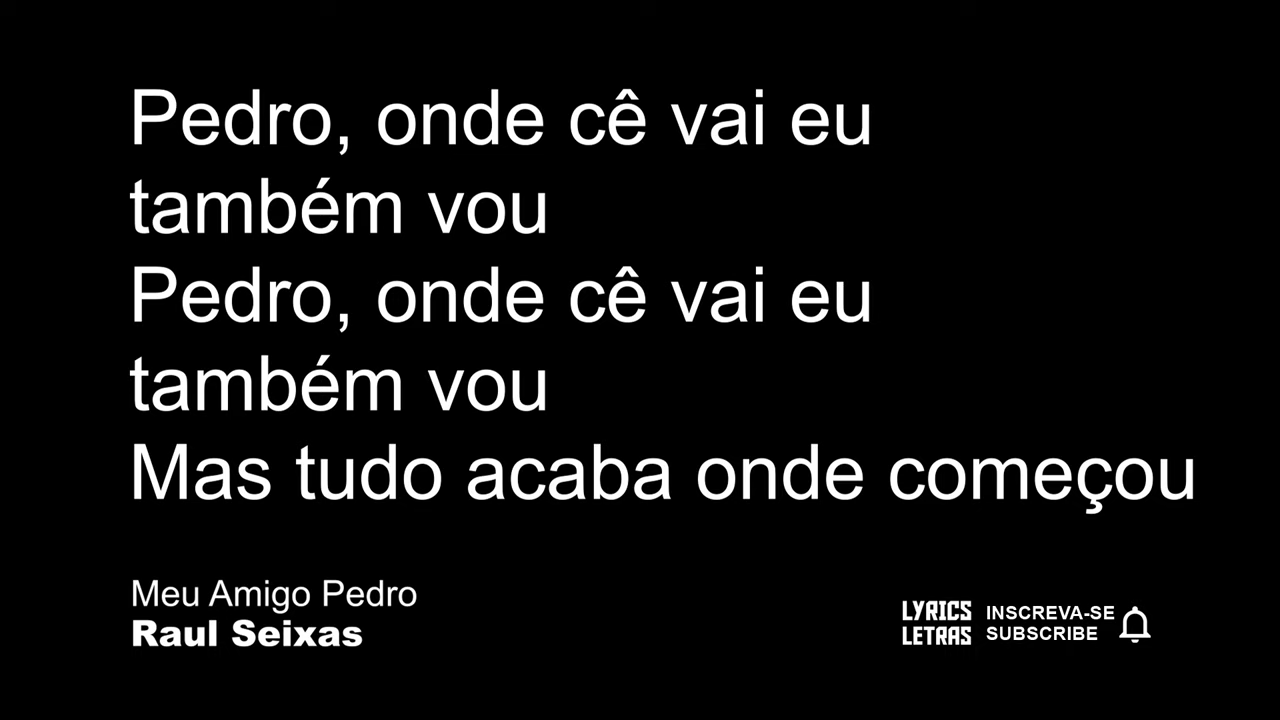 Pedro, onde cê vai eu
também vou
Pedro, onde cê vai eu
também vou
Mas tudo acaba onde começou
Meu Amigo Pedro
Raul Seixas
LYRICS
LETRAS
INSCREVA-SE
SUBSCRIBE